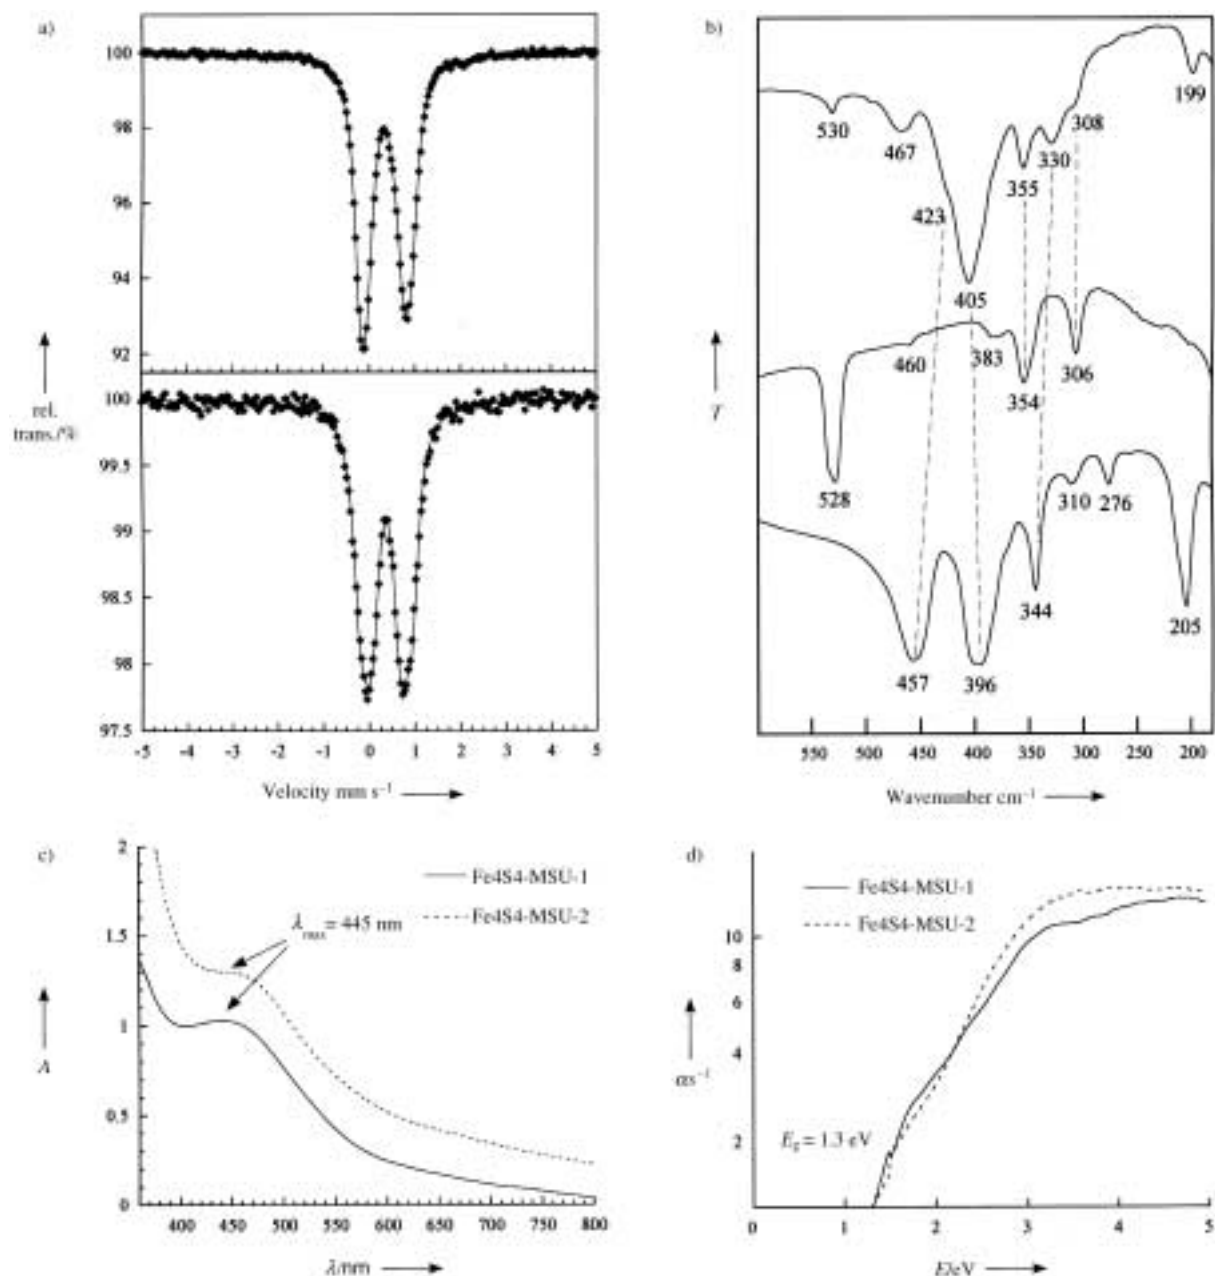 a)
100
98
96
94
92
100
99.5
99
98.5
98
97.5
rel.
trans./%
-5 -4 -3 -2 -1 0 1 2 3 4 5
Velocity mm s⁻¹
b)
530
467
423
405
355
330
308
199
528
460
383
354
306
457
396
344
310
276
205
T
550 500 450 400 350 300 250 200
Wavenumber cm⁻¹
c)
2
1.5
1
0.5
0
A
Fe4S4-MSU-1
Fe4S4-MSU-2
λmax = 445 nm
400 450 500 550 600 650 700 750 800
λ/nm
d)
Fe4S4-MSU-1
Fe4S4-MSU-2
10
8
6
4
2
αs⁻¹
Eg = 1.3 eV
0 1 2 3 4 5
E/eV